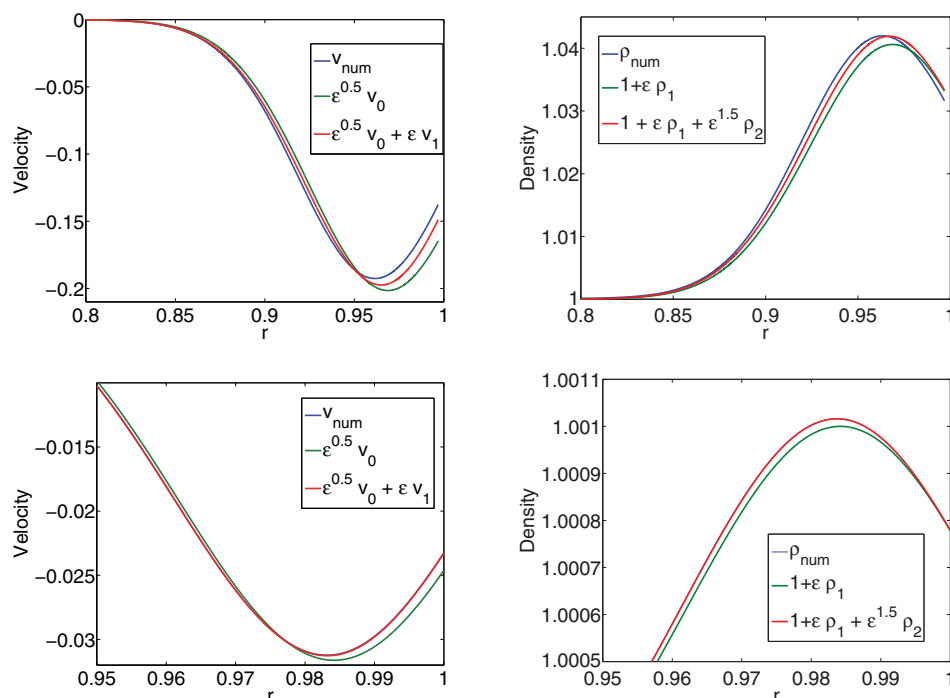 0
−0.05
−0.1
−0.15
−0.2
0.8 0.85 0.9 0.95 1
Velocity
r
v_num
ε^0.5 v_0
ε^0.5 v_0 + ε v_1
1.04
1.03
1.02
1.01
1
0.8 0.85 0.9 0.95 1
Density
r
ρ_num
1+ε ρ_1
1 + ε ρ_1 + ε^1.5 ρ_2
−0.015
−0.02
−0.025
−0.03
0.95 0.96 0.97 0.98 0.99 1
Velocity
r
v_num
ε^0.5 v_0
ε^0.5 v_0 + ε v_1
1.0011
1.001
1.0009
1.0008
1.0007
1.0006
1.0005
0.95 0.96 0.97 0.98 0.99 1
Density
r
ρ_num
1+ε ρ_1
1+ε ρ_1 + ε^1.5 ρ_2